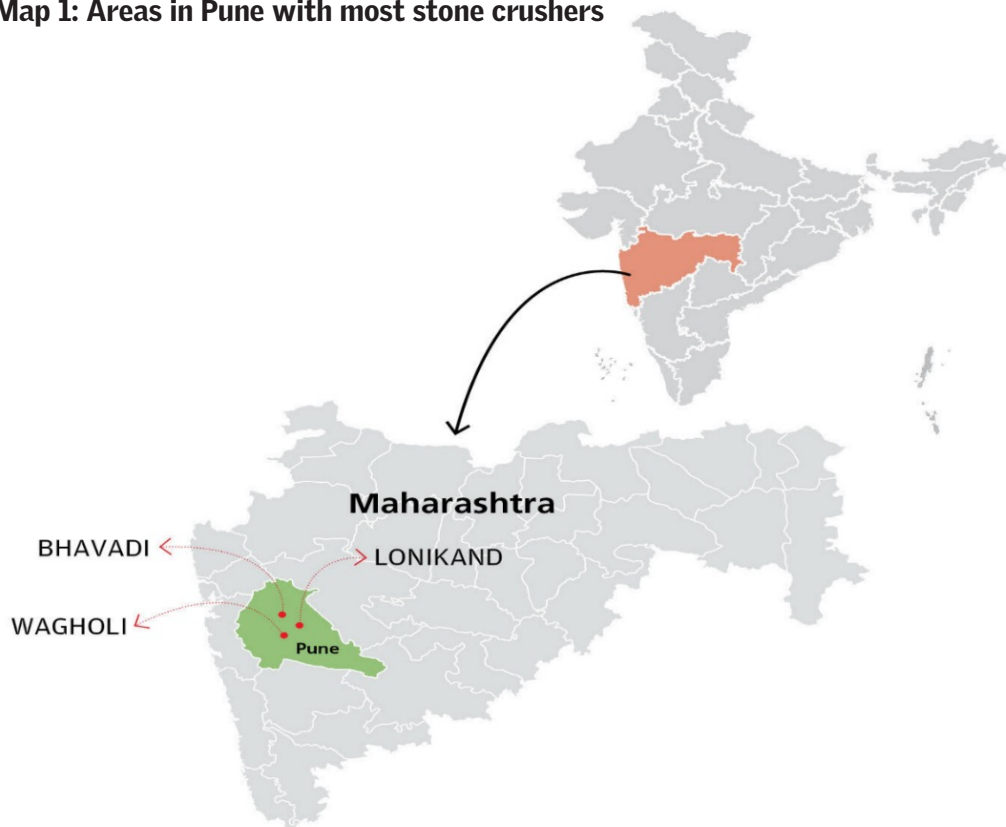 Map 1: Areas in Pune with most stone crushers
Maharashtra
BHAVADI
LONIKAND
WAGHOLI
Pune